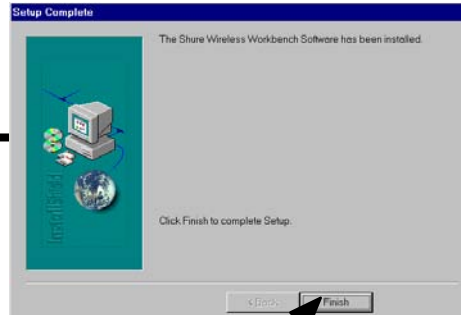 Setup Complete
The Shure Wireless Workbench Software has been installed.
InstallShield
Click Finish to complete Setup.
< Back
Finish